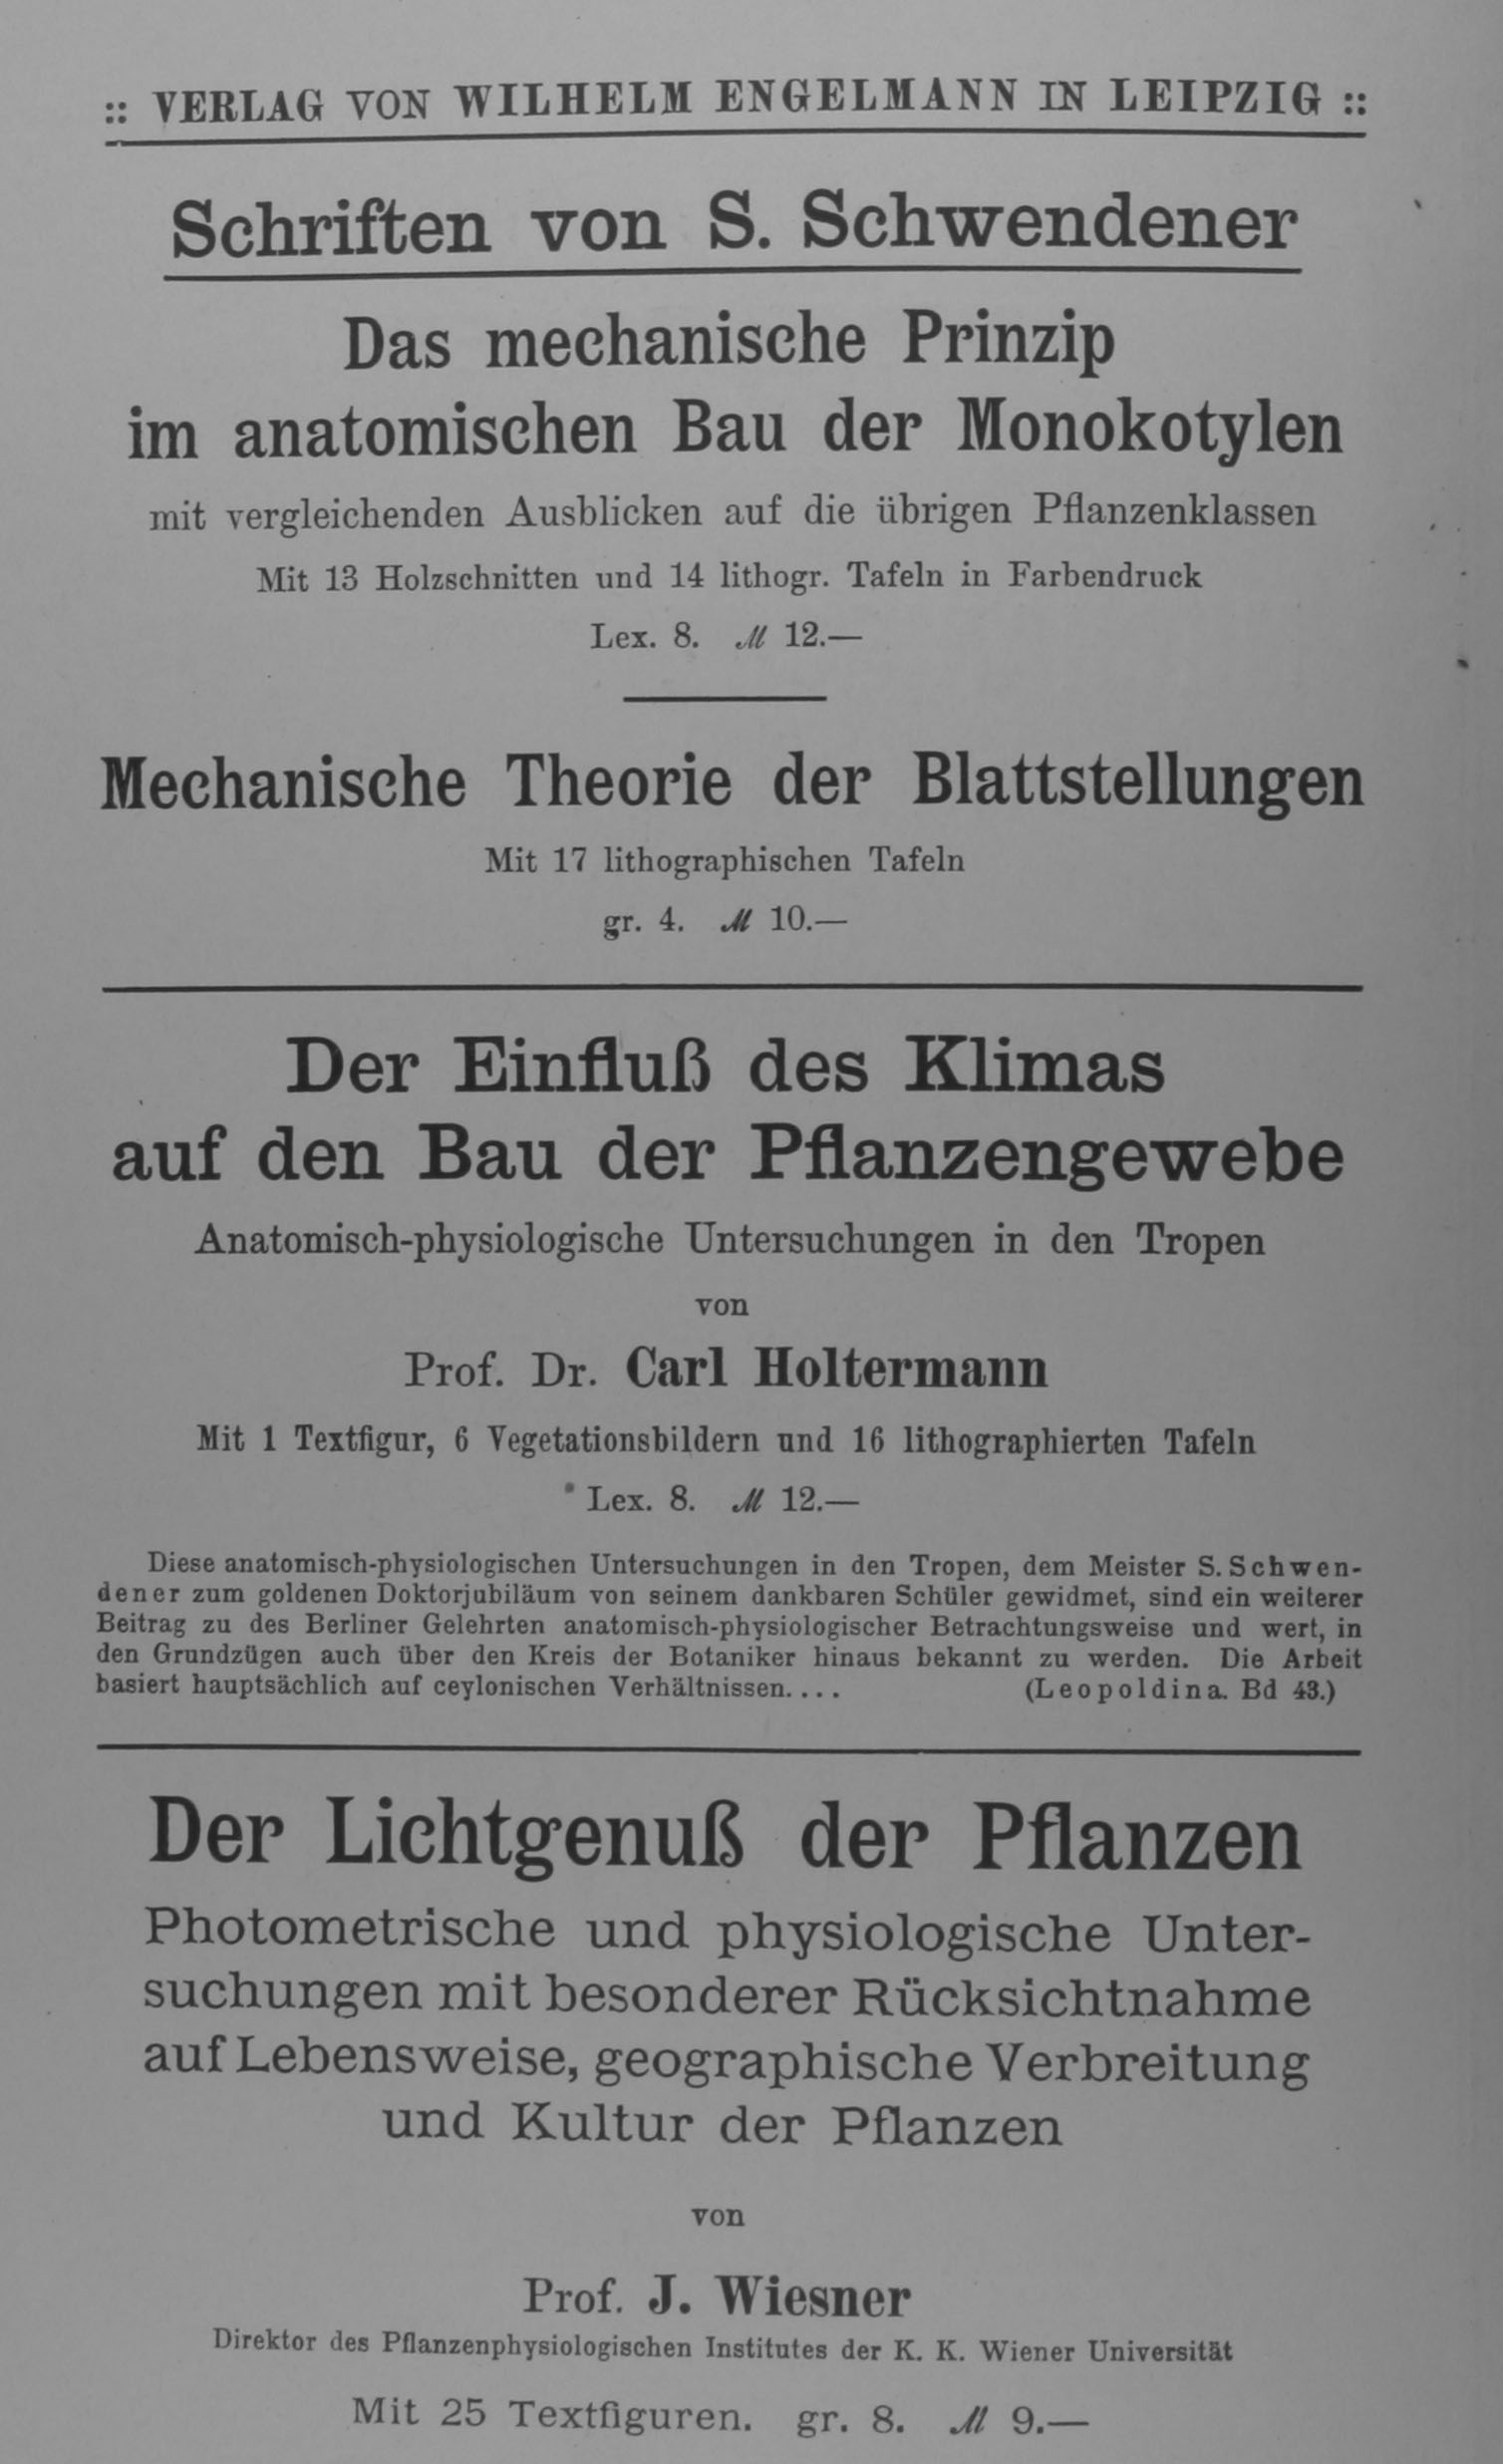 :: VERLAG VON WILHELM ENGELMANN IN LEIPZIG ::
Schriften von S. Schwendener
Das mechanische Prinzip
im anatomischen Bau der Monokotylen
mit vergleichenden Ausblicken auf die übrigen Pflanzenklassen
Mit 13 Holzschnitten und 14 lithogr. Tafeln in Farbendruck
Lex. 8. ℳ 12.—
Mechanische Theorie der Blattstellungen
Mit 17 lithographischen Tafeln
gr. 4. ℳ 10.—
Der Einfluß des Klimas
auf den Bau der Pflanzengewebe
Anatomisch-physiologische Untersuchungen in den Tropen
von
Prof. Dr. Carl Holtermann
Mit 1 Textfigur, 6 Vegetationsbildern und 16 lithographierten Tafeln
Lex. 8. ℳ 12.—
Diese anatomisch-physiologischen Untersuchungen in den Tropen, dem Meister S. Schwen-
dener zum goldenen Doktorjubiläum von seinem dankbaren Schüler gewidmet, sind ein weiterer
Beitrag zu des Berliner Gelehrten anatomisch-physiologischer Betrachtungsweise und wert, in
den Grundzügen auch über den Kreis der Botaniker hinaus bekannt zu werden. Die Arbeit
basiert hauptsächlich auf ceylonischen Verhältnissen.... (Leopoldina. Bd 43.)
Der Lichtgenuß der Pflanzen
Photometrische und physiologische Unter-
suchungen mit besonderer Rücksichtnahme
auf Lebensweise, geographische Verbreitung
und Kultur der Pflanzen
von
Prof. J. Wiesner
Direktor des Pflanzenphysiologischen Institutes der K. K. Wiener Universität
Mit 25 Textfiguren. gr. 8. ℳ 9.—